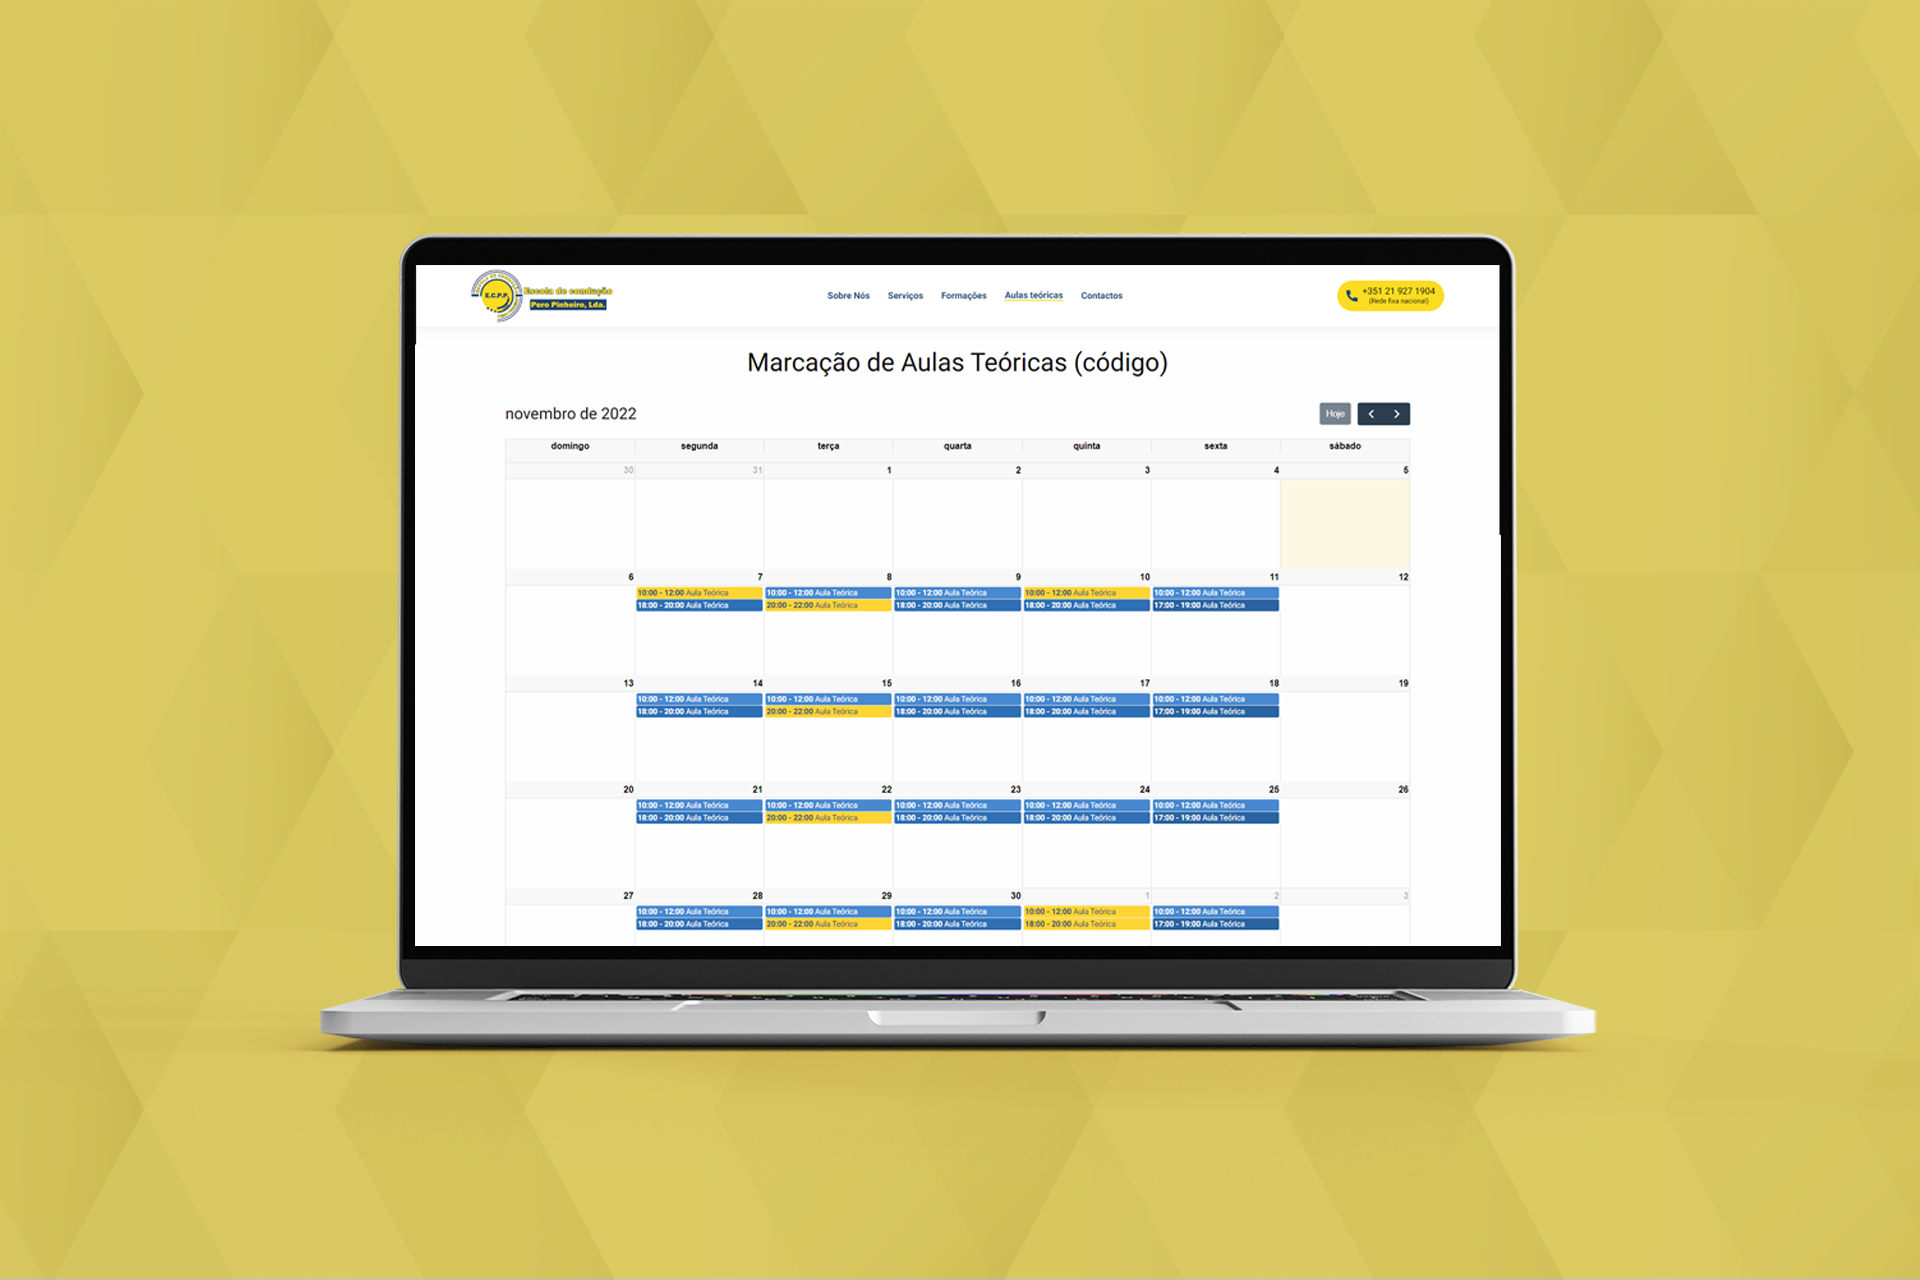 E.C.P.P.
Escola de condução
Pero Pinheiro, Lda.
Sobre Nós Serviços Formações Aulas teóricas Contactos
+351 21 927 1904
(Rede fixa nacional)
Marcação de Aulas Teóricas (código)
novembro de 2022
Hoje
domingo segunda terça quarta quinta sexta sábado
30 31 1 2 3 4 5
6 7 8 9 10 11 12
10:00 - 12:00 Aula Teórica 10:00 - 12:00 Aula Teórica 10:00 - 12:00 Aula Teórica 10:00 - 12:00 Aula Teórica 10:00 - 12:00 Aula Teórica
18:00 - 20:00 Aula Teórica 20:00 - 22:00 Aula Teórica 18:00 - 20:00 Aula Teórica 18:00 - 20:00 Aula Teórica 17:00 - 19:00 Aula Teórica
13 14 15 16 17 18 19
10:00 - 12:00 Aula Teórica 10:00 - 12:00 Aula Teórica 10:00 - 12:00 Aula Teórica 10:00 - 12:00 Aula Teórica 10:00 - 12:00 Aula Teórica
18:00 - 20:00 Aula Teórica 20:00 - 22:00 Aula Teórica 18:00 - 20:00 Aula Teórica 18:00 - 20:00 Aula Teórica 17:00 - 19:00 Aula Teórica
20 21 22 23 24 25 26
10:00 - 12:00 Aula Teórica 10:00 - 12:00 Aula Teórica 10:00 - 12:00 Aula Teórica 10:00 - 12:00 Aula Teórica 10:00 - 12:00 Aula Teórica
18:00 - 20:00 Aula Teórica 20:00 - 22:00 Aula Teórica 18:00 - 20:00 Aula Teórica 18:00 - 20:00 Aula Teórica 17:00 - 19:00 Aula Teórica
27 28 29 30 1 2 3
10:00 - 12:00 Aula Teórica 10:00 - 12:00 Aula Teórica 10:00 - 12:00 Aula Teórica 10:00 - 12:00 Aula Teórica 10:00 - 12:00 Aula Teórica
18:00 - 20:00 Aula Teórica 20:00 - 22:00 Aula Teórica 18:00 - 20:00 Aula Teórica 18:00 - 20:00 Aula Teórica 17:00 - 19:00 Aula Teórica